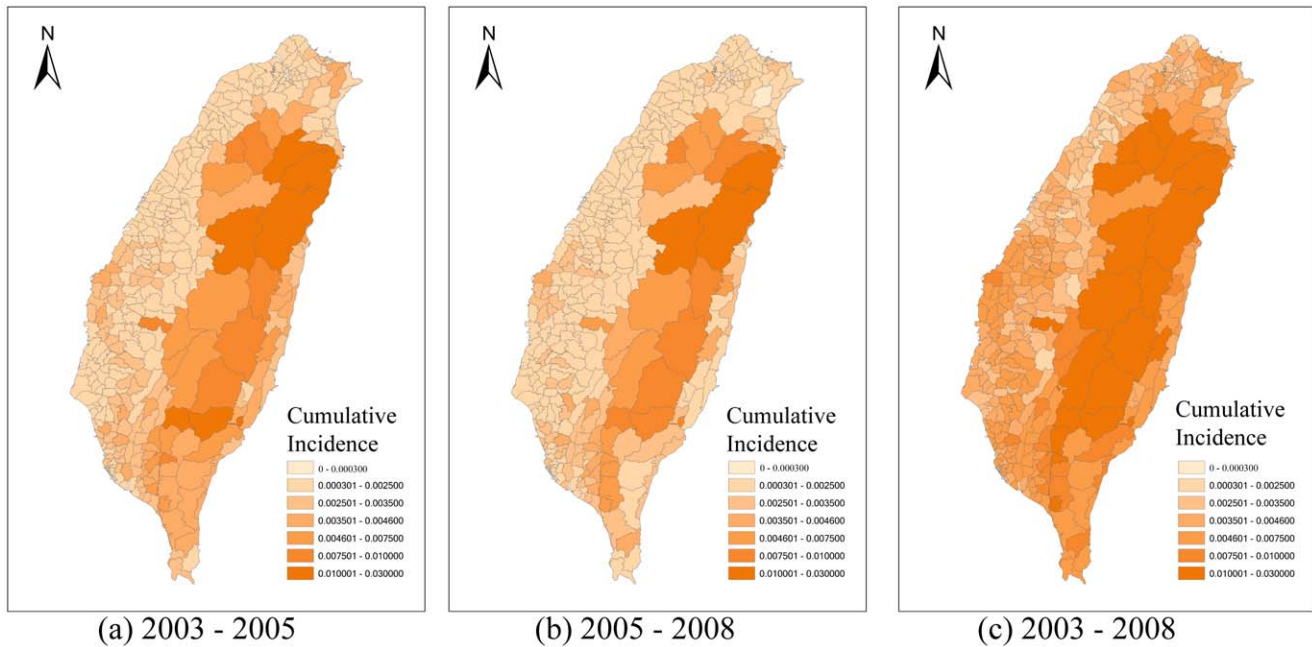 N
Cumulative
Incidence
0 - 0.000300
0.000301 - 0.002500
0.002501 - 0.003500
0.003501 - 0.004600
0.004601 - 0.007500
0.007501 - 0.010000
0.010001 - 0.030000
(a) 2003 - 2005
N
Cumulative
Incidence
0 - 0.000300
0.000301 - 0.002500
0.002501 - 0.003500
0.003501 - 0.004600
0.004601 - 0.007500
0.007501 - 0.010000
0.010001 - 0.030000
(b) 2005 - 2008
N
Cumulative
Incidence
0 - 0.000300
0.000301 - 0.002500
0.002501 - 0.003500
0.003501 - 0.004600
0.004601 - 0.007500
0.007501 - 0.010000
0.010001 - 0.030000
(c) 2003 - 2008